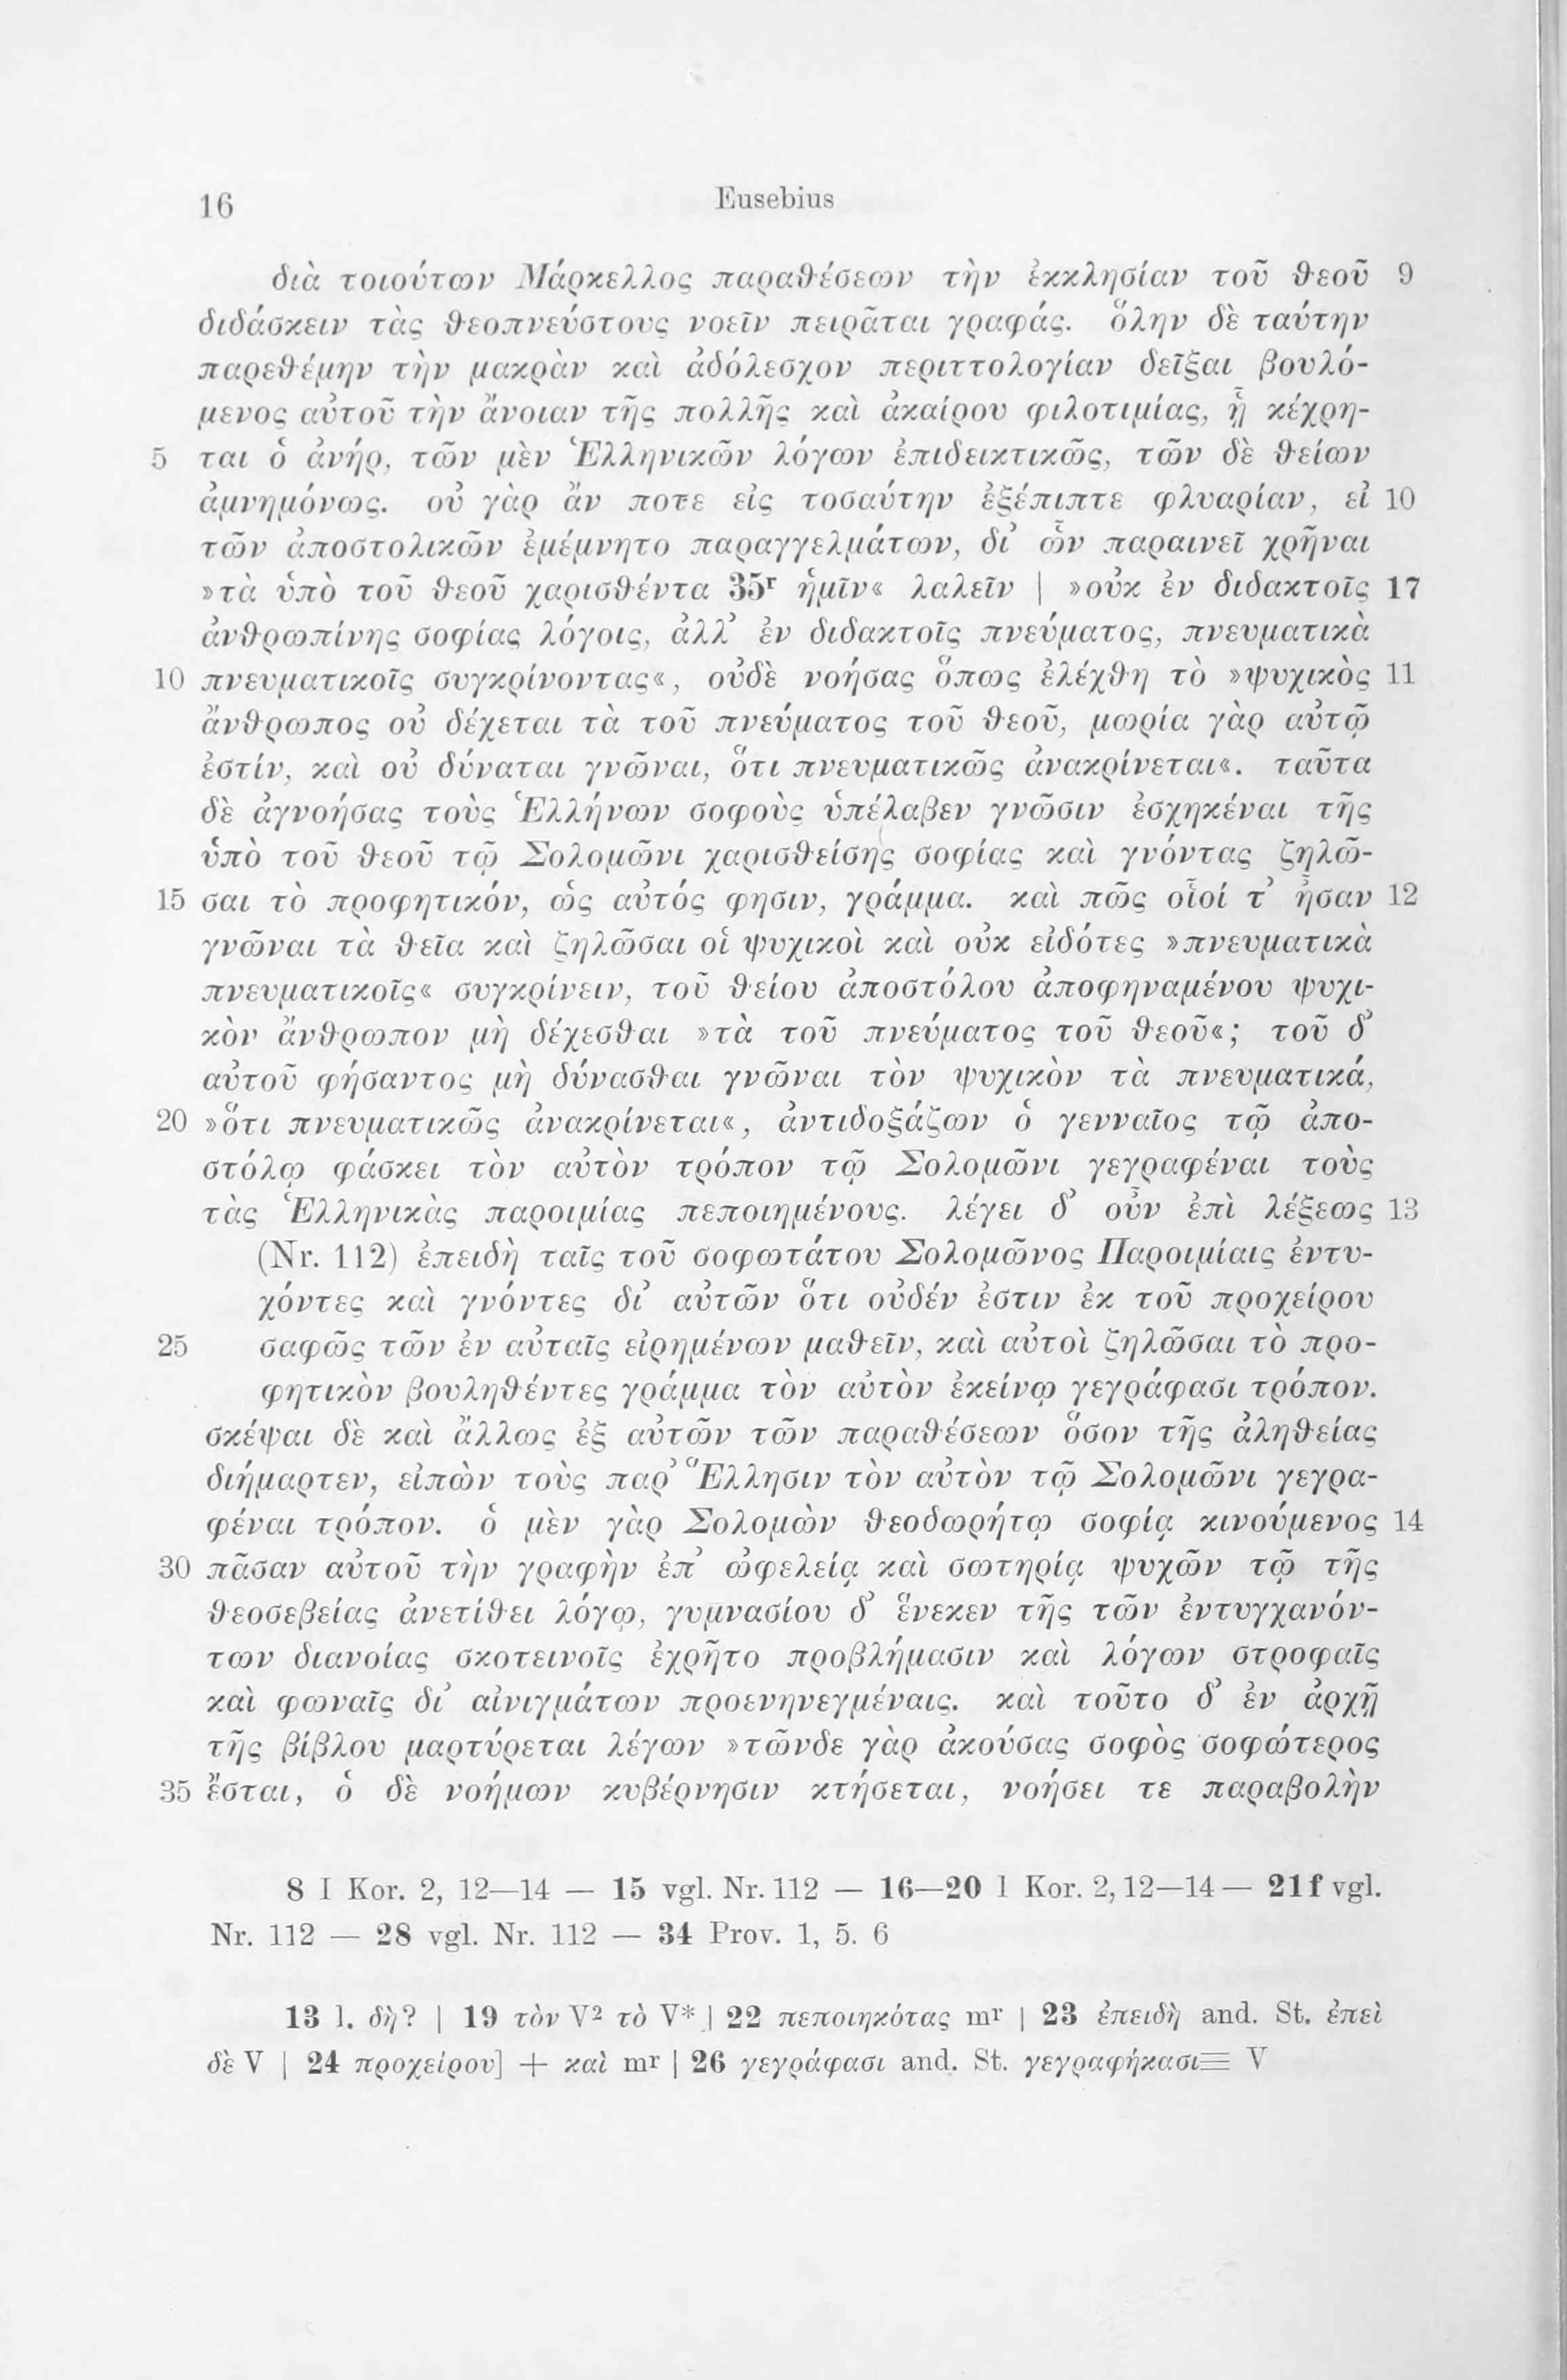 16 Eusebius
διὰ τοιούτων Μάρκελλος παραθέσεων τὴν ἐκκλησίαν τοῦ θεοῦ 9
διδάσκειν τὰς θεοπνεύστους νοεῖν πειρᾶται γραφάς. ὅλην δὲ ταύτην
παρεθέμην τὴν μακρὰν καὶ ἀδόλεσχον περιττολογίαν δεῖξαι βουλό-
μενος αὐτοῦ τὴν ἄνοιαν τῆς πολλῆς καὶ ἀκαίρου φιλοτιμίας, ᾗ κέχρη-
5 ται ὁ ἀνήρ, τῶν μὲν Ἑλληνικῶν λόγων ἐπιδεικτικῶς, τῶν δὲ θείων
ἀμνημόνως. οὐ γὰρ ἄν ποτε εἰς τοσαύτην ἐξέπιπτε φλυαρίαν, εἰ 10
τῶν ἀποστολικῶν ἐμέμνητο παραγγελμάτων, δι' ὧν παραινεῖ χρῆναι
»τὰ ὑπὸ τοῦ θεοῦ χαρισθέντα 35ʳ ἡμῖν« λαλεῖν | »οὐκ ἐν διδακτοῖς 17
ἀνθρωπίνης σοφίας λόγοις, ἀλλ' ἐν διδακτοῖς πνεύματος, πνευματικὰ
10 πνευματικοῖς συγκρίνοντας«, οὐδὲ νοήσας ὅπως ἐλέχθη τὸ »ψυχικὸς 11
ἄνθρωπος οὐ δέχεται τὰ τοῦ πνεύματος τοῦ θεοῦ, μωρία γὰρ αὐτῷ
ἐστίν, καὶ οὐ δύναται γνῶναι, ὅτι πνευματικῶς ἀνακρίνεται«. ταῦτα
δὲ ἀγνοήσας τοὺς Ἑλλήνων σοφοὺς ὑπέλαβεν γνῶσιν ἐσχηκέναι τῆς
ὑπὸ τοῦ θεοῦ τῷ Σολομῶνι χαρισθείσης σοφίας καὶ γνόντας ζηλῶ-
15 σαι τὸ προφητικόν, ὡς αὐτός φησιν, γράμμα. καὶ πῶς οἷοί τ' ἦσαν 12
γνῶναι τὰ θεῖα καὶ ζηλῶσαι οἱ ψυχικοὶ καὶ οὐκ εἰδότες »πνευματικὰ
πνευματικοῖς« συγκρίνειν, τοῦ θείου ἀποστόλου ἀποφηναμένου ψυχι-
κὸν ἄνθρωπον μὴ δέχεσθαι »τὰ τοῦ πνεύματος τοῦ θεοῦ«; τοῦ δ'
αὐτοῦ φήσαντος μὴ δύνασθαι γνῶναι τὸν ψυχικὸν τὰ πνευματικά,
20 »ὅτι πνευματικῶς ἀνακρίνεται«, ἀντιδοξάζων ὁ γενναῖος τῷ ἀπο-
στόλῳ φάσκει τὸν αὐτὸν τρόπον τῷ Σολομῶνι γεγραφέναι τοὺς
τὰς Ἑλληνικὰς παροιμίας πεποιημένους. λέγει δ' οὖν ἐπὶ λέξεως 13
(Nr. 112) ἐπειδὴ ταῖς τοῦ σοφωτάτου Σολομῶνος Παροιμίαις ἐντυ-
χόντες καὶ γνόντες δι' αὐτῶν ὅτι οὐδέν ἐστιν ἐκ τοῦ προχείρου
25 σαφῶς τῶν ἐν αὐταῖς εἰρημένων μαθεῖν, καὶ αὐτοὶ ζηλῶσαι τὸ προ-
φητικὸν βουληθέντες γράμμα τὸν αὐτὸν ἐκείνῳ γεγράφασι τρόπον.
σκέψαι δὲ καὶ ἄλλως ἐξ αὐτῶν τῶν παραθέσεων ὅσον τῆς ἀληθείας
διήμαρτεν, εἰπὼν τοὺς παρ' Ἕλλησιν τὸν αὐτὸν τῷ Σολομῶνι γεγρα-
φέναι τρόπον. ὁ μὲν γὰρ Σολομὼν θεοδωρήτῳ σοφίᾳ κινούμενος 14
30 πᾶσαν αὐτοῦ τὴν γραφὴν ἐπ' ὠφελείᾳ καὶ σωτηρίᾳ ψυχῶν τῷ τῆς
θεοσεβείας ἀνετίθει λόγῳ, γυμνασίου δ' ἕνεκεν τῆς τῶν ἐντυγχανόν-
των διανοίας σκοτεινοῖς ἐχρῆτο προβλήμασιν καὶ λόγων στροφαῖς
καὶ φωναῖς δι' αἰνιγμάτων προενηνεγμέναις. καὶ τοῦτο δ' ἐν ἀρχῇ
τῆς βίβλου μαρτύρεται λέγων »τῶνδε γὰρ ἀκούσας σοφὸς σοφώτερος
35 ἔσται, ὁ δὲ νοήμων κυβέρνησιν κτήσεται, νοήσει τε παραβολὴν
8 I Kor. 2, 12—14 — 15 vgl. Nr. 112 — 16—20 I Kor. 2, 12—14 — 21f vgl.
Nr. 112 — 28 vgl. Nr. 112 — 34 Prov. 1, 5. 6
13 l. δὴ? | 19 τὸν V² τὸ V* | 22 πεποιηκότας mʳ | 23 ἐπειδὴ and. St. ἐπεὶ
δὲ V | 24 προχείρου] + καὶ mʳ | 26 γεγράφασι and. St. γεγραφήκασι≡ V